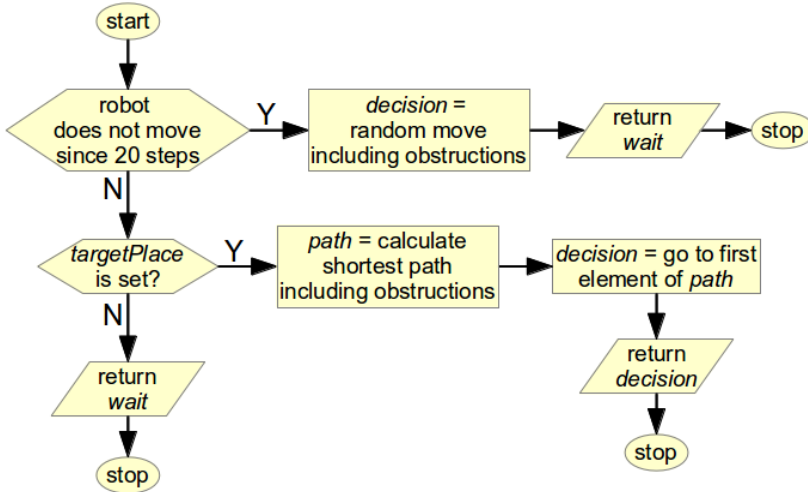 start
robot
does not move
since 20 steps
Y
decision =
random move
including obstructions
return
wait
stop
N
targetPlace
is set?
Y
path = calculate
shortest path
including obstructions
decision = go to first
element of path
N
return
wait
stop
return
decision
stop